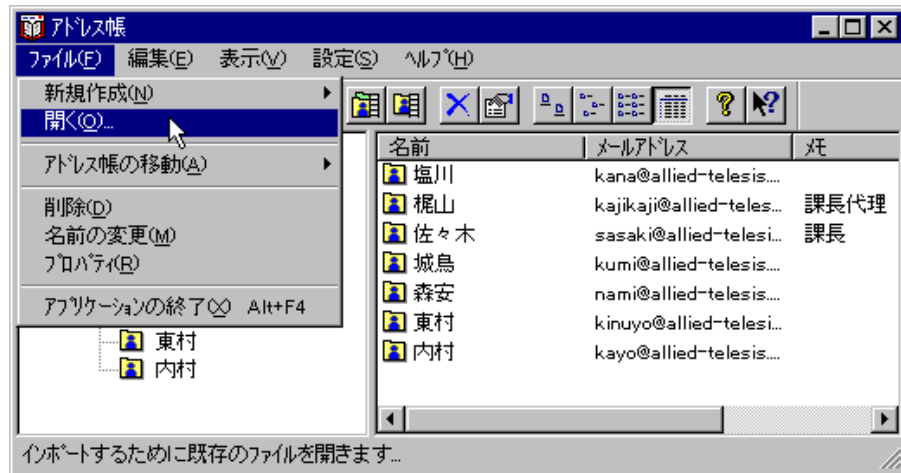 アドレス帳
ファイル(F) 編集(E) 表示(V) 設定(S) ヘルプ(H)
新規作成(N)
開く(O)...
アドレス帳の移動(A)
削除(D)
名前の変更(M)
プロパティ(R)
アプリケーションの終了(X) Alt+F4
東村
内村
名前 メールアドレス メモ
塩川 kana@allied-telesis....
梶山 kajikaji@allied-teles... 課長代理
佐々木 sasaki@allied-telesi... 課長
城鳥 kumi@allied-telesis....
森安 nami@allied-telesis....
東村 kinuyo@allied-telesi...
内村 kayo@allied-telesis....
インポートするために既存のファイルを開きます...